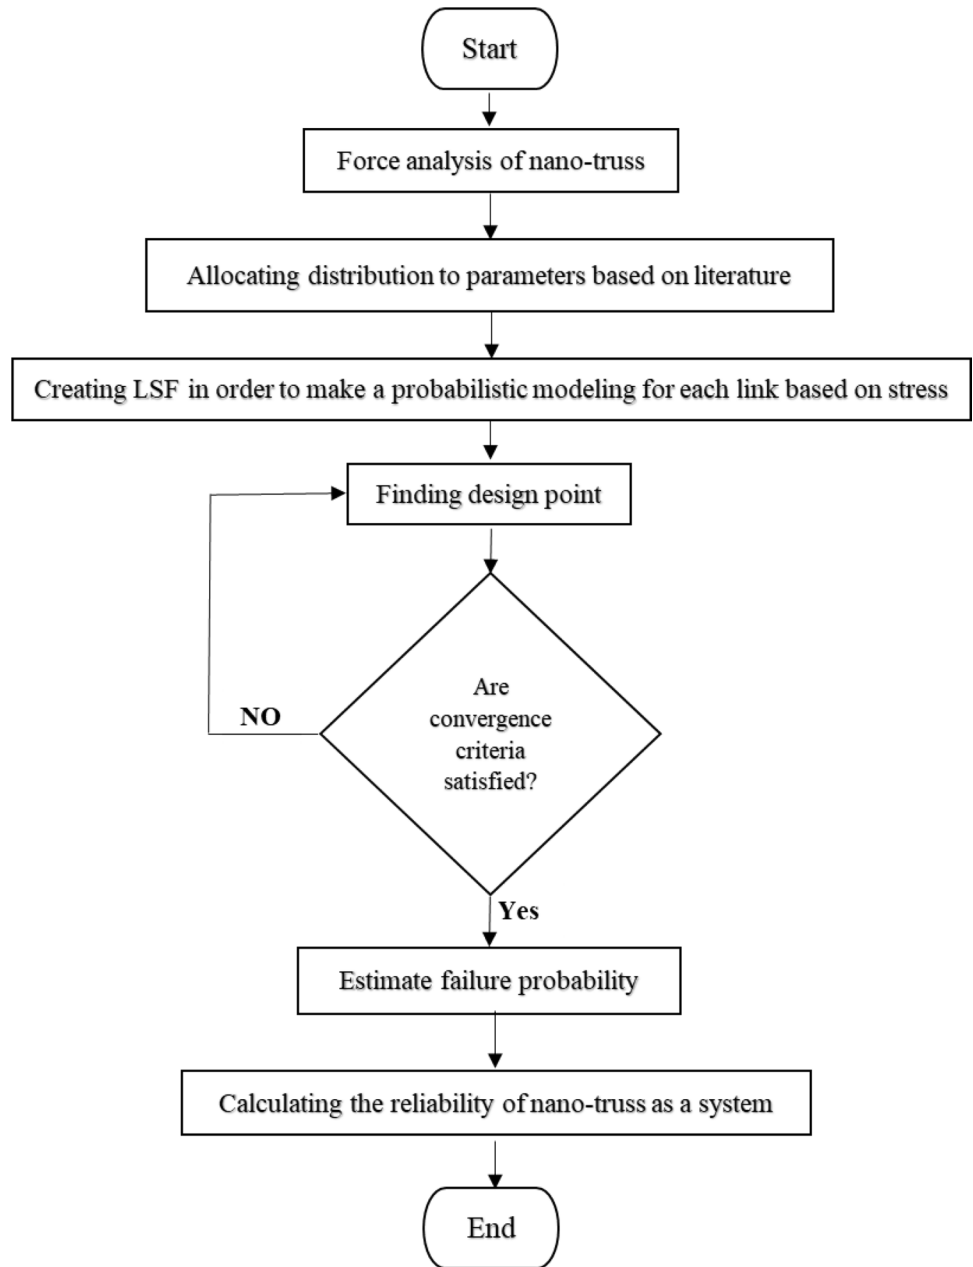 Start
Force analysis of nano-truss
Allocating distribution to parameters based on literature
Creating LSF in order to make a probabilistic modeling for each link based on stress
Finding design point
Are
convergence
criteria
satisfied?
NO
Yes
Estimate failure probability
Calculating the reliability of nano-truss as a system
End